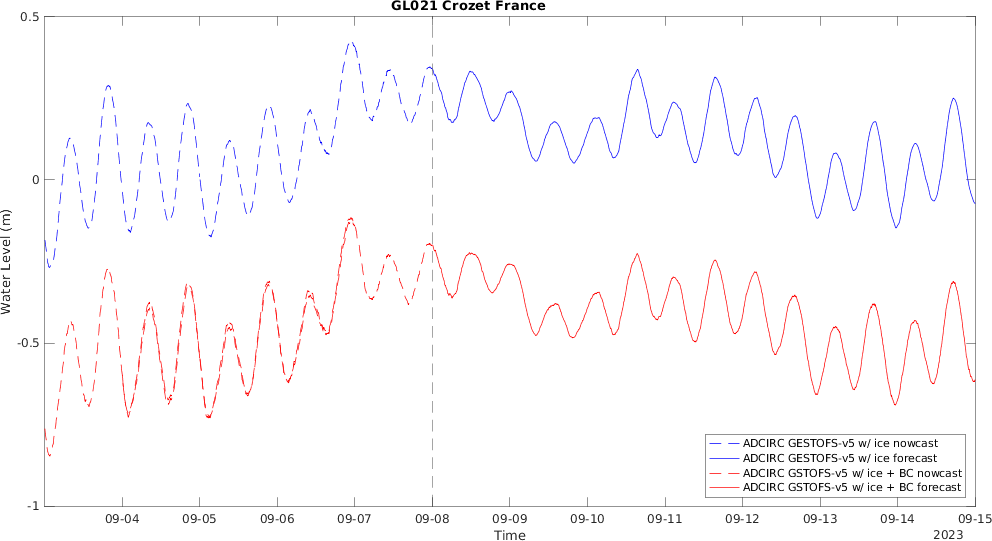 GL021 Crozet France
0.5
0
-0.5
-1
Water Level (m)
ADCIRC GESTOFS-v5 w/ ice nowcast
ADCIRC GESTOFS-v5 w/ ice forecast
ADCIRC GSTOFS-v5 w/ ice + BC nowcast
ADCIRC GSTOFS-v5 w/ ice + BC forecast
09-04 09-05 09-06 09-07 09-08 09-09 09-10 09-11 09-12 09-13 09-14 09-15
Time
2023